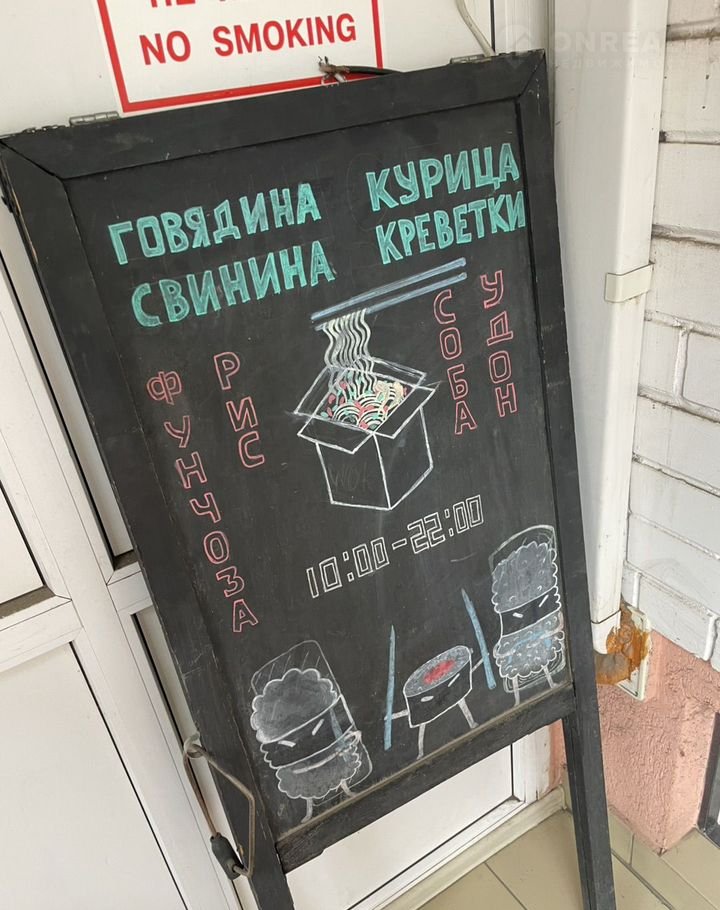 NO SMOKING
ГОВЯДИНА
СВИНИНА
КУРИЦА
КРЕВЕТКИ
ФУНЧОЗА
РИС
СОБА
УДОН
WOK
10:00-22:00